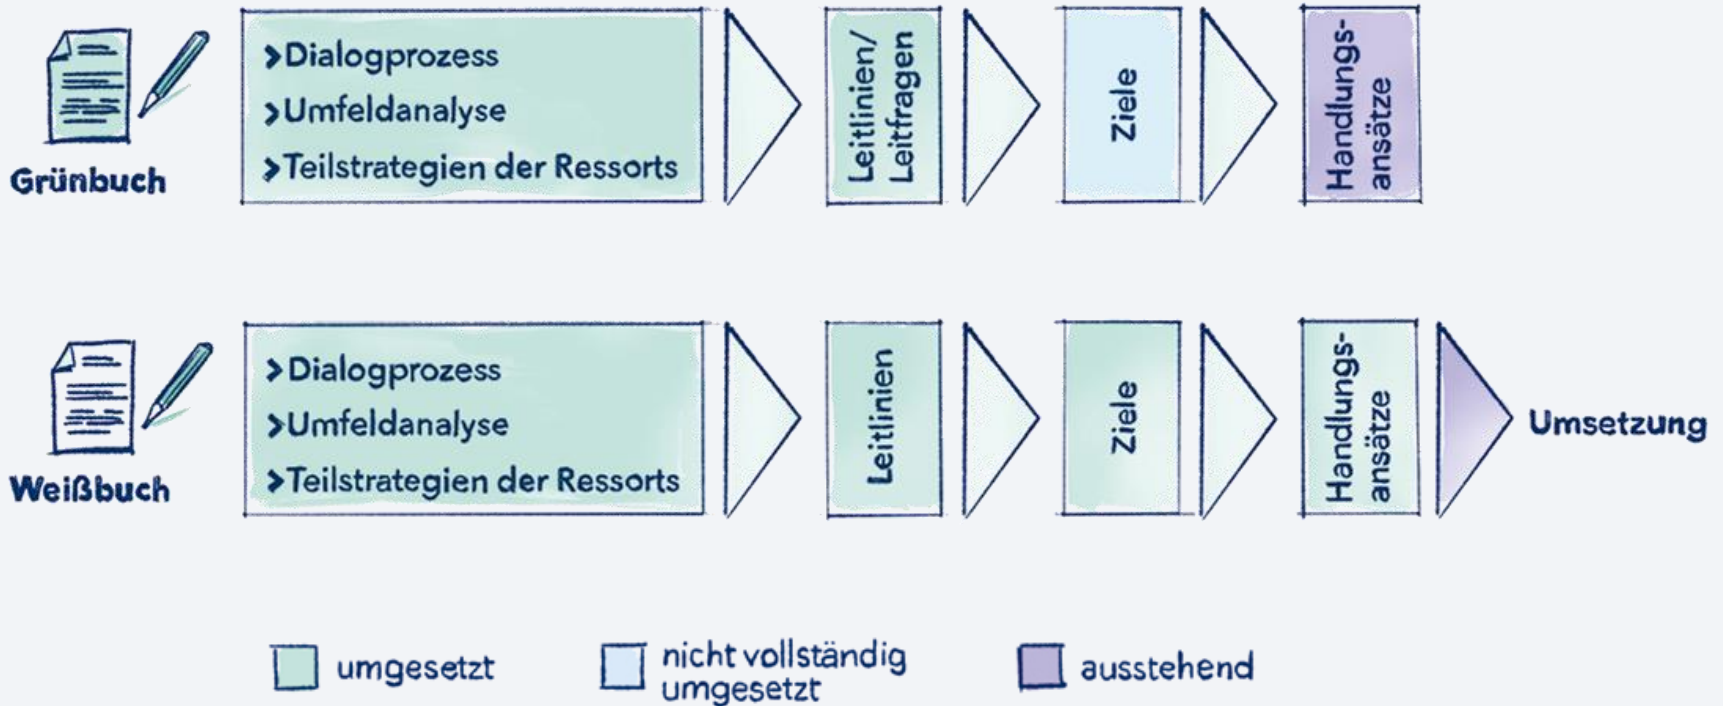 Grünbuch
>Dialogprozess
>Umfeldanalyse
>Teilstrategien der Ressorts
Leitlinien/
Leitfragen
Ziele
Handlungs-
ansätze
Weißbuch
>Dialogprozess
>Umfeldanalyse
>Teilstrategien der Ressorts
Leitlinien
Ziele
Handlungs-
ansätze
Umsetzung
umgesetzt
nicht vollständig
umgesetzt
ausstehend